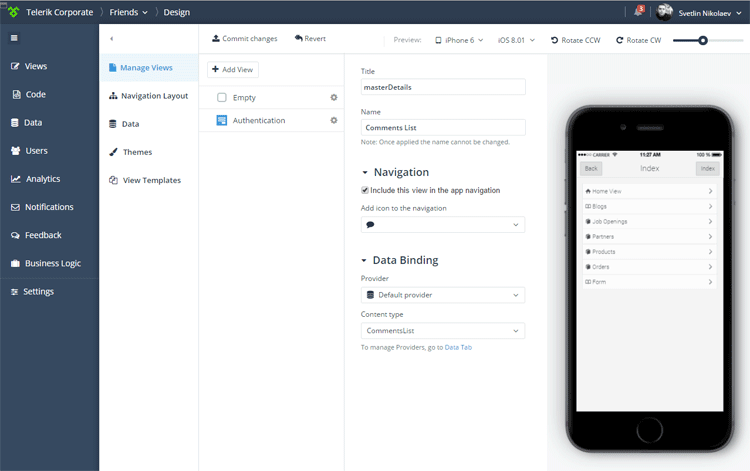 Telerik Corporate
Friends
Design
3
Svetlin Nikolaev
Views
Code
Data
Users
Analytics
Notifications
Feedback
Business Logic
Settings
Manage Views
Navigation Layout
Data
Themes
View Templates
Commit changes
Revert
Preview:
iPhone 6
iOS 8.01
Rotate CCW
Rotate CW
Add View
Empty
Authentication
Title
masterDetails
Name
Comments List
Note: Once applied the name cannot be changed.
Navigation
Include this view in the app navigation
Add icon to the navigation
Data Binding
Provider
Default provider
Content type
CommentsList
To manage Providers, go to Data Tab
CARRIER
11:27 AM
100 %
Back
Index
Index
Home View
Blogs
Job Openings
Partners
Products
Orders
Form